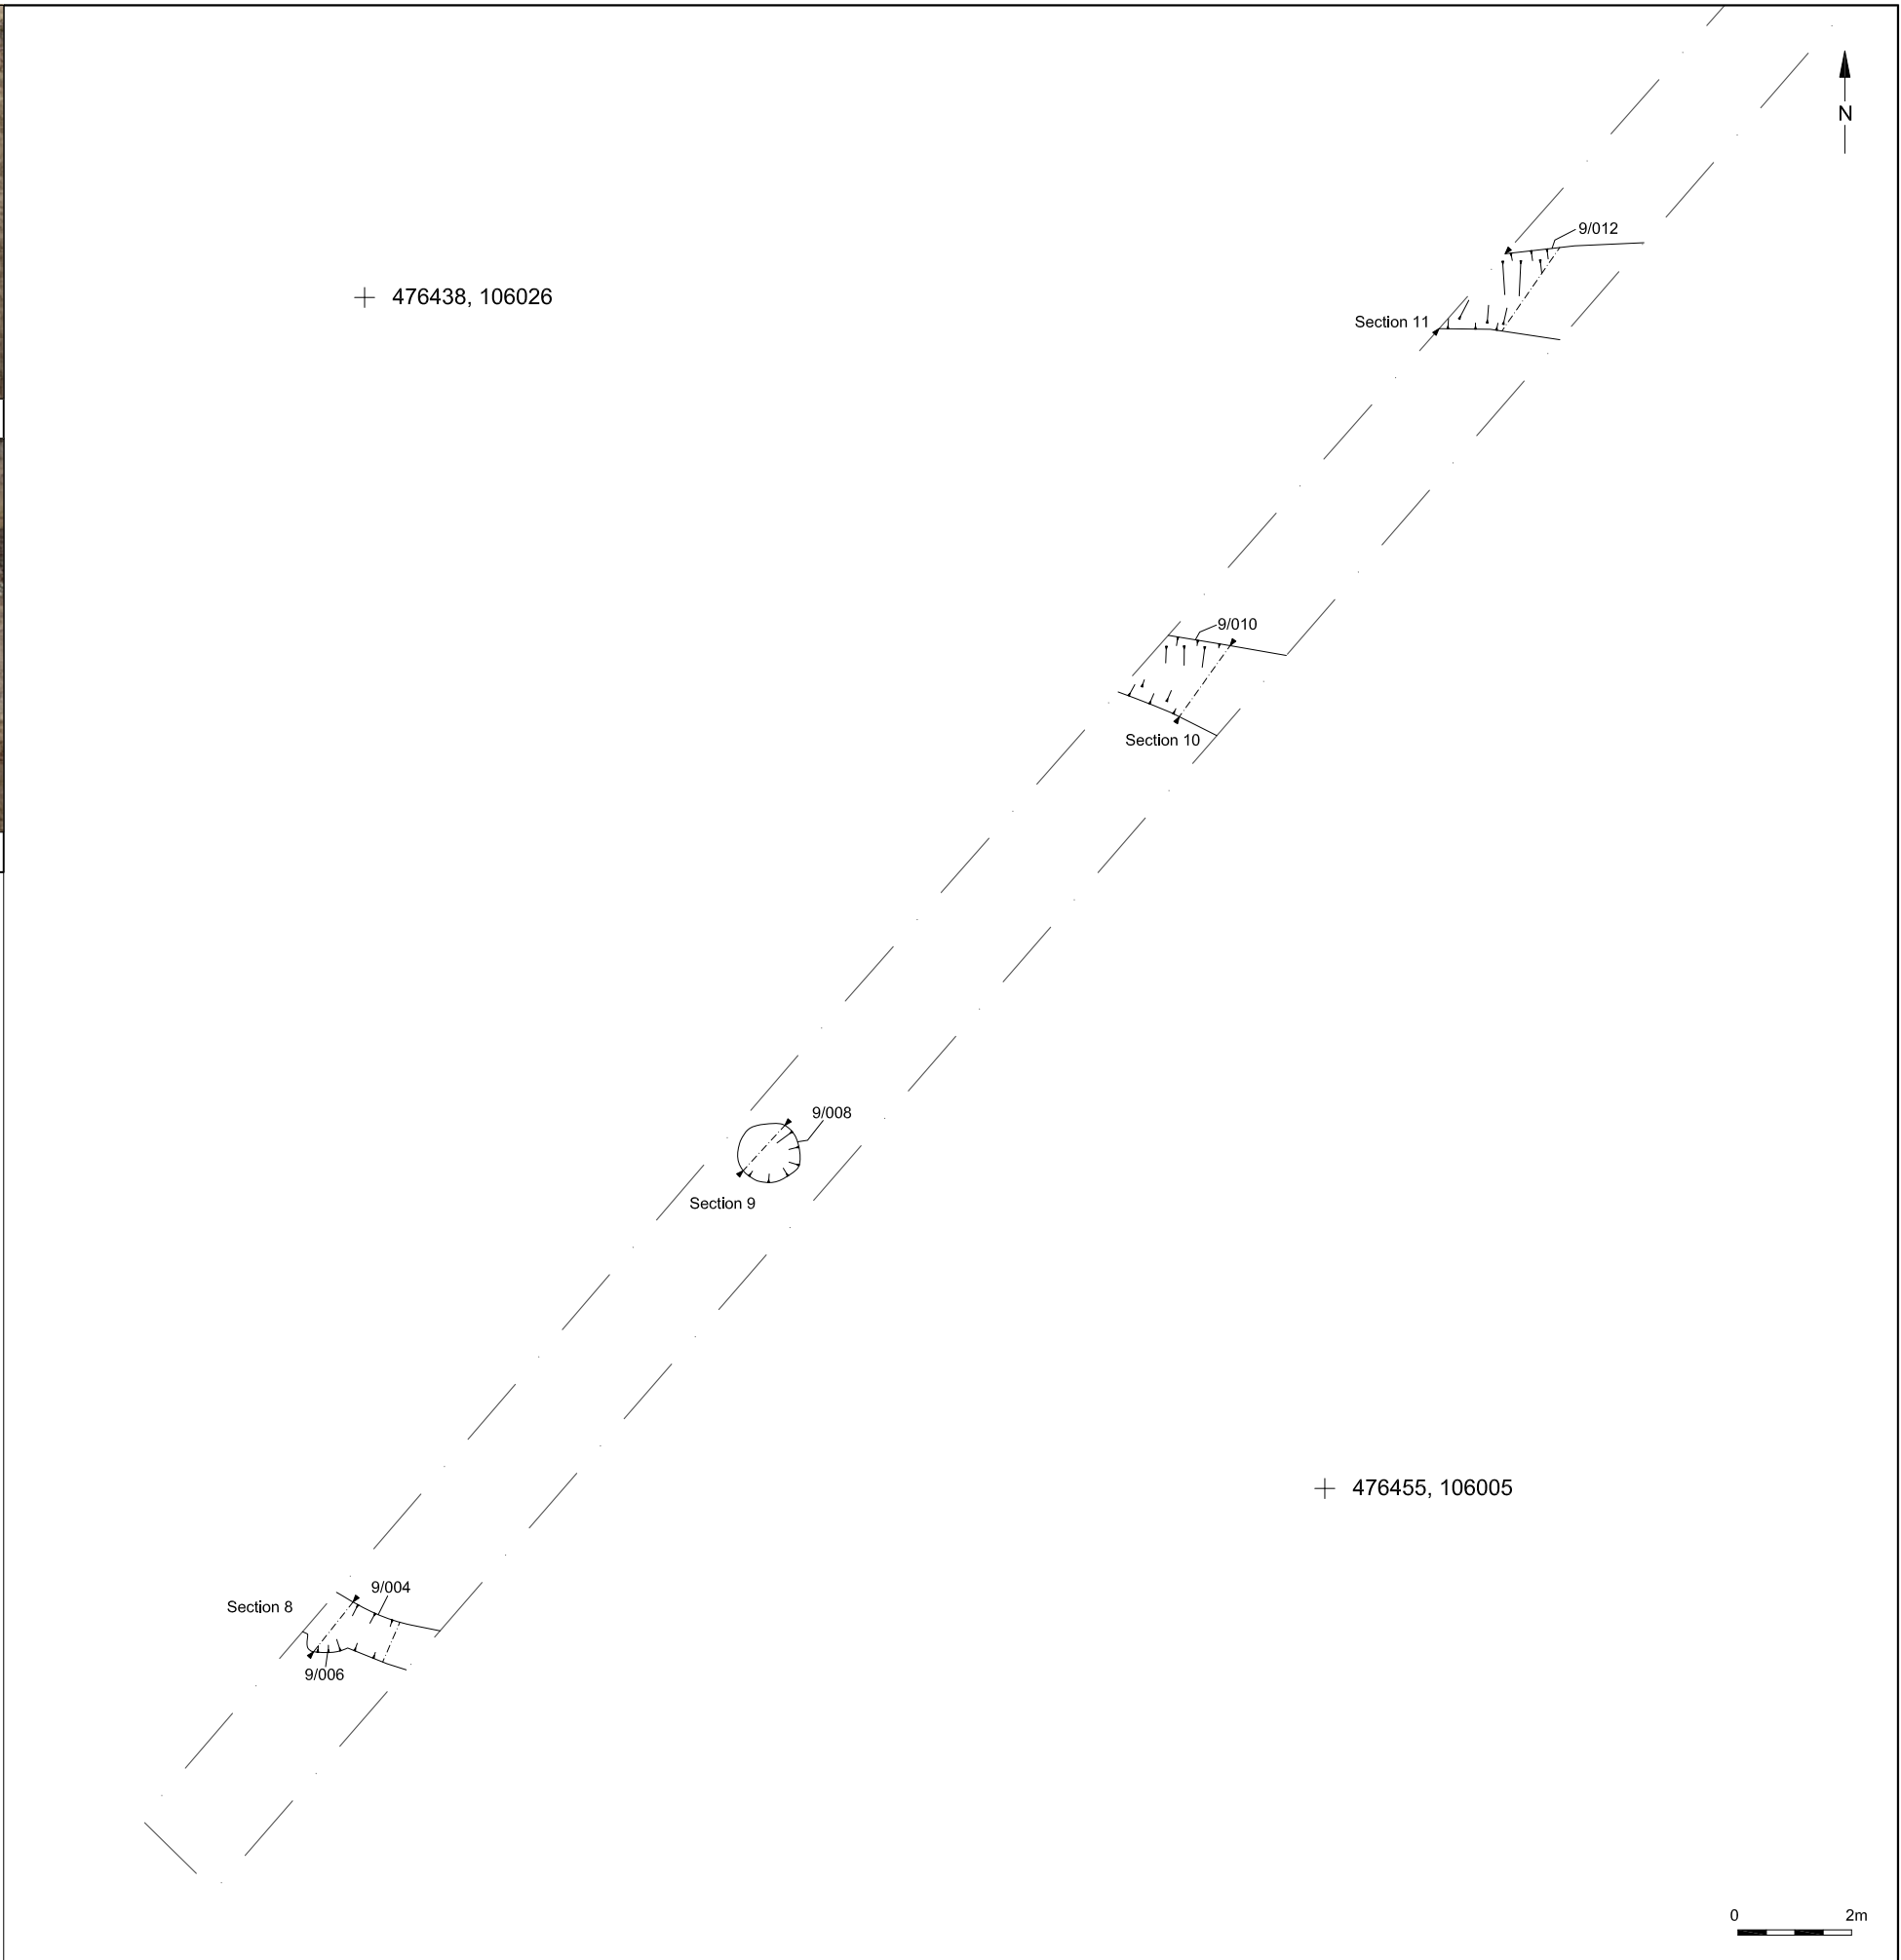 N
9/012
476438, 106026
Section 11
9/010
Section 10
9/008
Section 9
476455, 106005
9/004
Section 8
9/006
0 2m